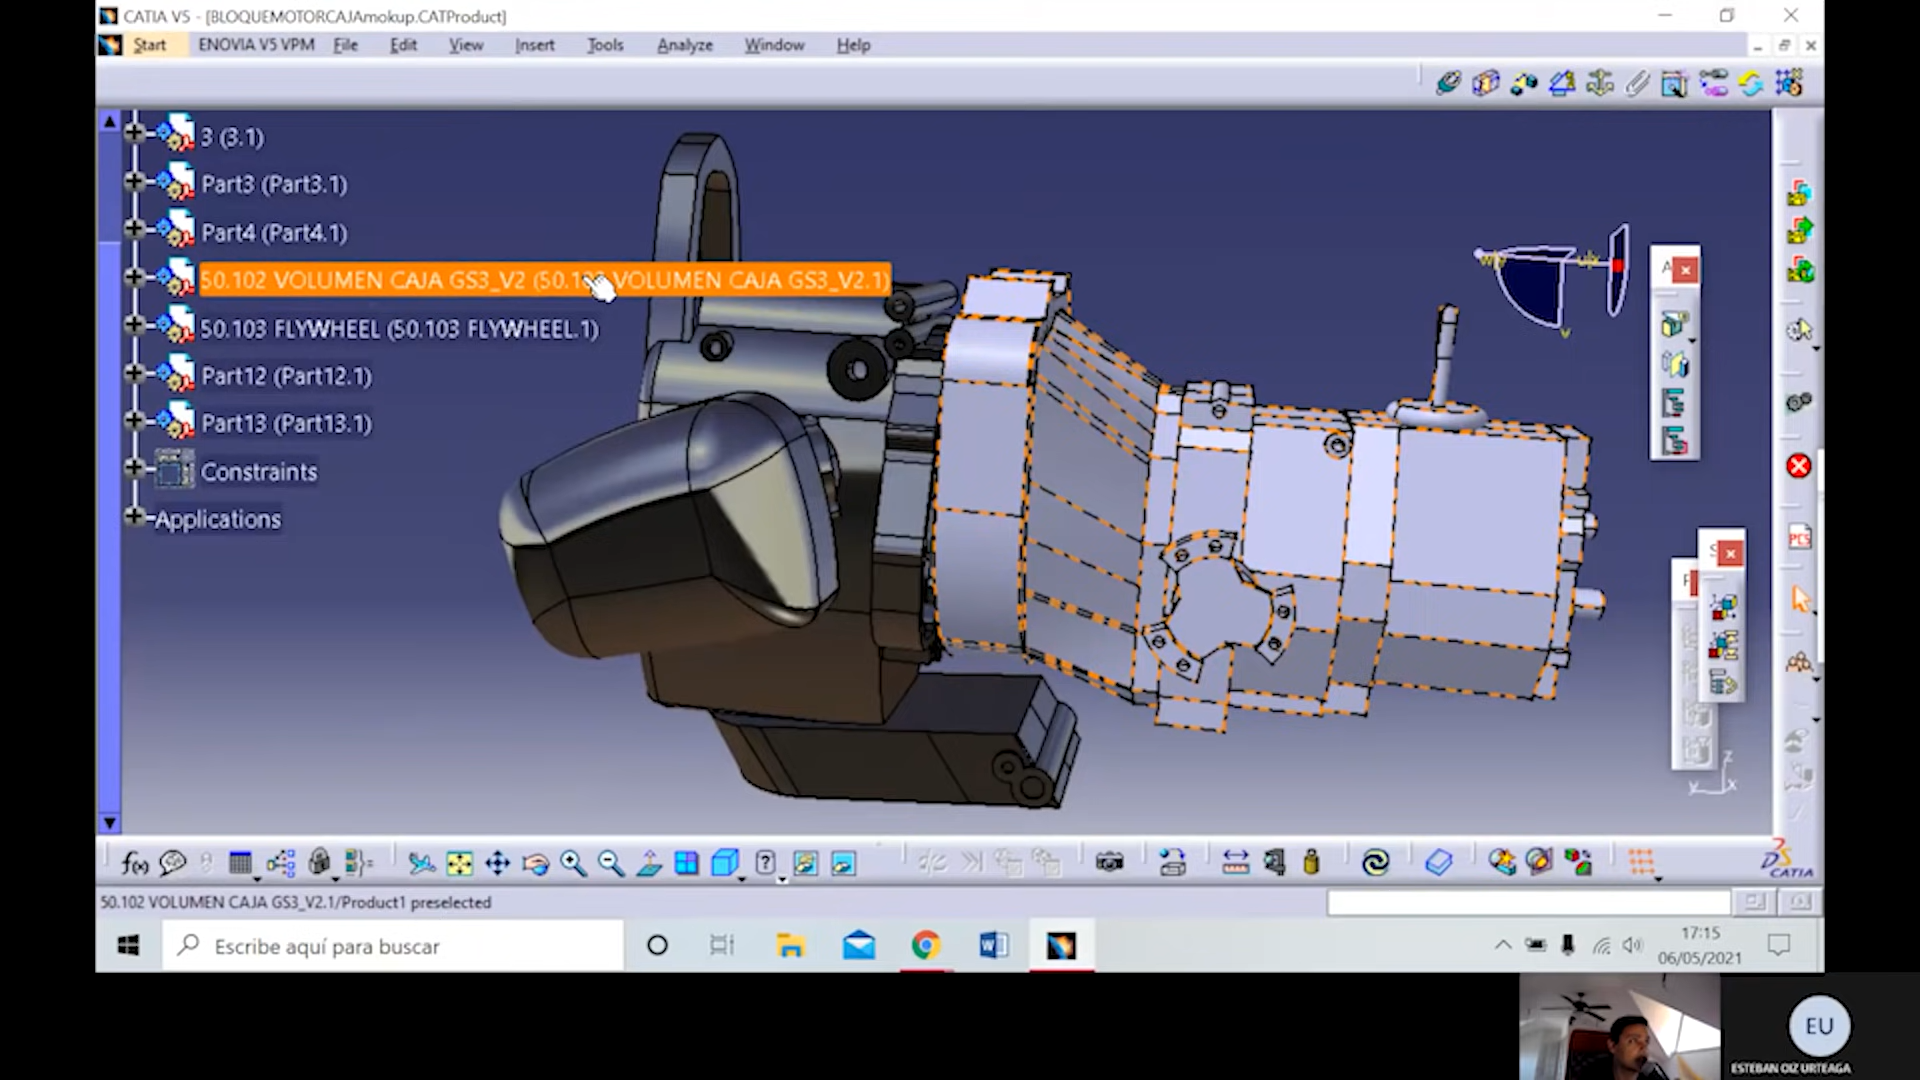 CATIA V5 - [BLOQUEMOTORCAJAmokup.CATProduct]
Start ENOVIA V5 VPM File Edit View Insert Tools Analyze Window Help
3 (3.1)
Part3 (Part3.1)
Part4 (Part4.1)
50.102 VOLUMEN CAJA GS3_V2 (50.102 VOLUMEN CAJA GS3_V2.1)
50.103 FLYWHEEL (50.103 FLYWHEEL.1)
Part12 (Part12.1)
Part13 (Part13.1)
Constraints
Applications
PCS
f(x)
CATIA
50.102 VOLUMEN CAJA GS3_V2.1/Product1 preselected
Escribe aquí para buscar
17:15
06/05/2021
EU
ESTEBAN OIZ URTEAGA